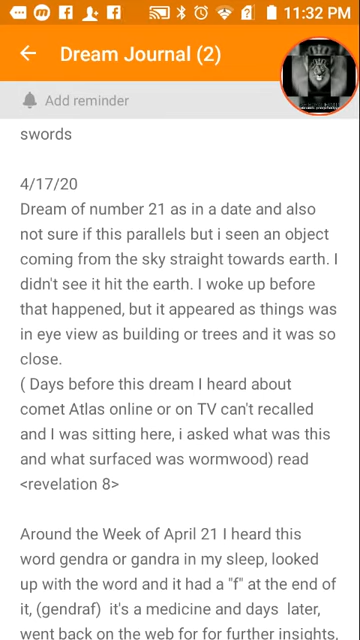 11:32 PM
Dream Journal (2)
Add reminder
swords
4/17/20
Dream of number 21 as in a date and also
not sure if this parallels but i seen an object
coming from the sky straight towards earth. I
didn't see it hit the earth. I woke up before
that happened, but it appeared as things was
in eye view as building or trees and it was so
close.
( Days before this dream I heard about
comet Atlas online or on TV can't recalled
and I was sitting here, i asked what was this
and what surfaced was wormwood) read
<revelation 8>
Around the Week of April 21 I heard this
word gendra or gandra in my sleep, looked
up with the word and it had a "f" at the end of
it, (gendraf)  it's a medicine and days  later,
went back on the web for for further insights,